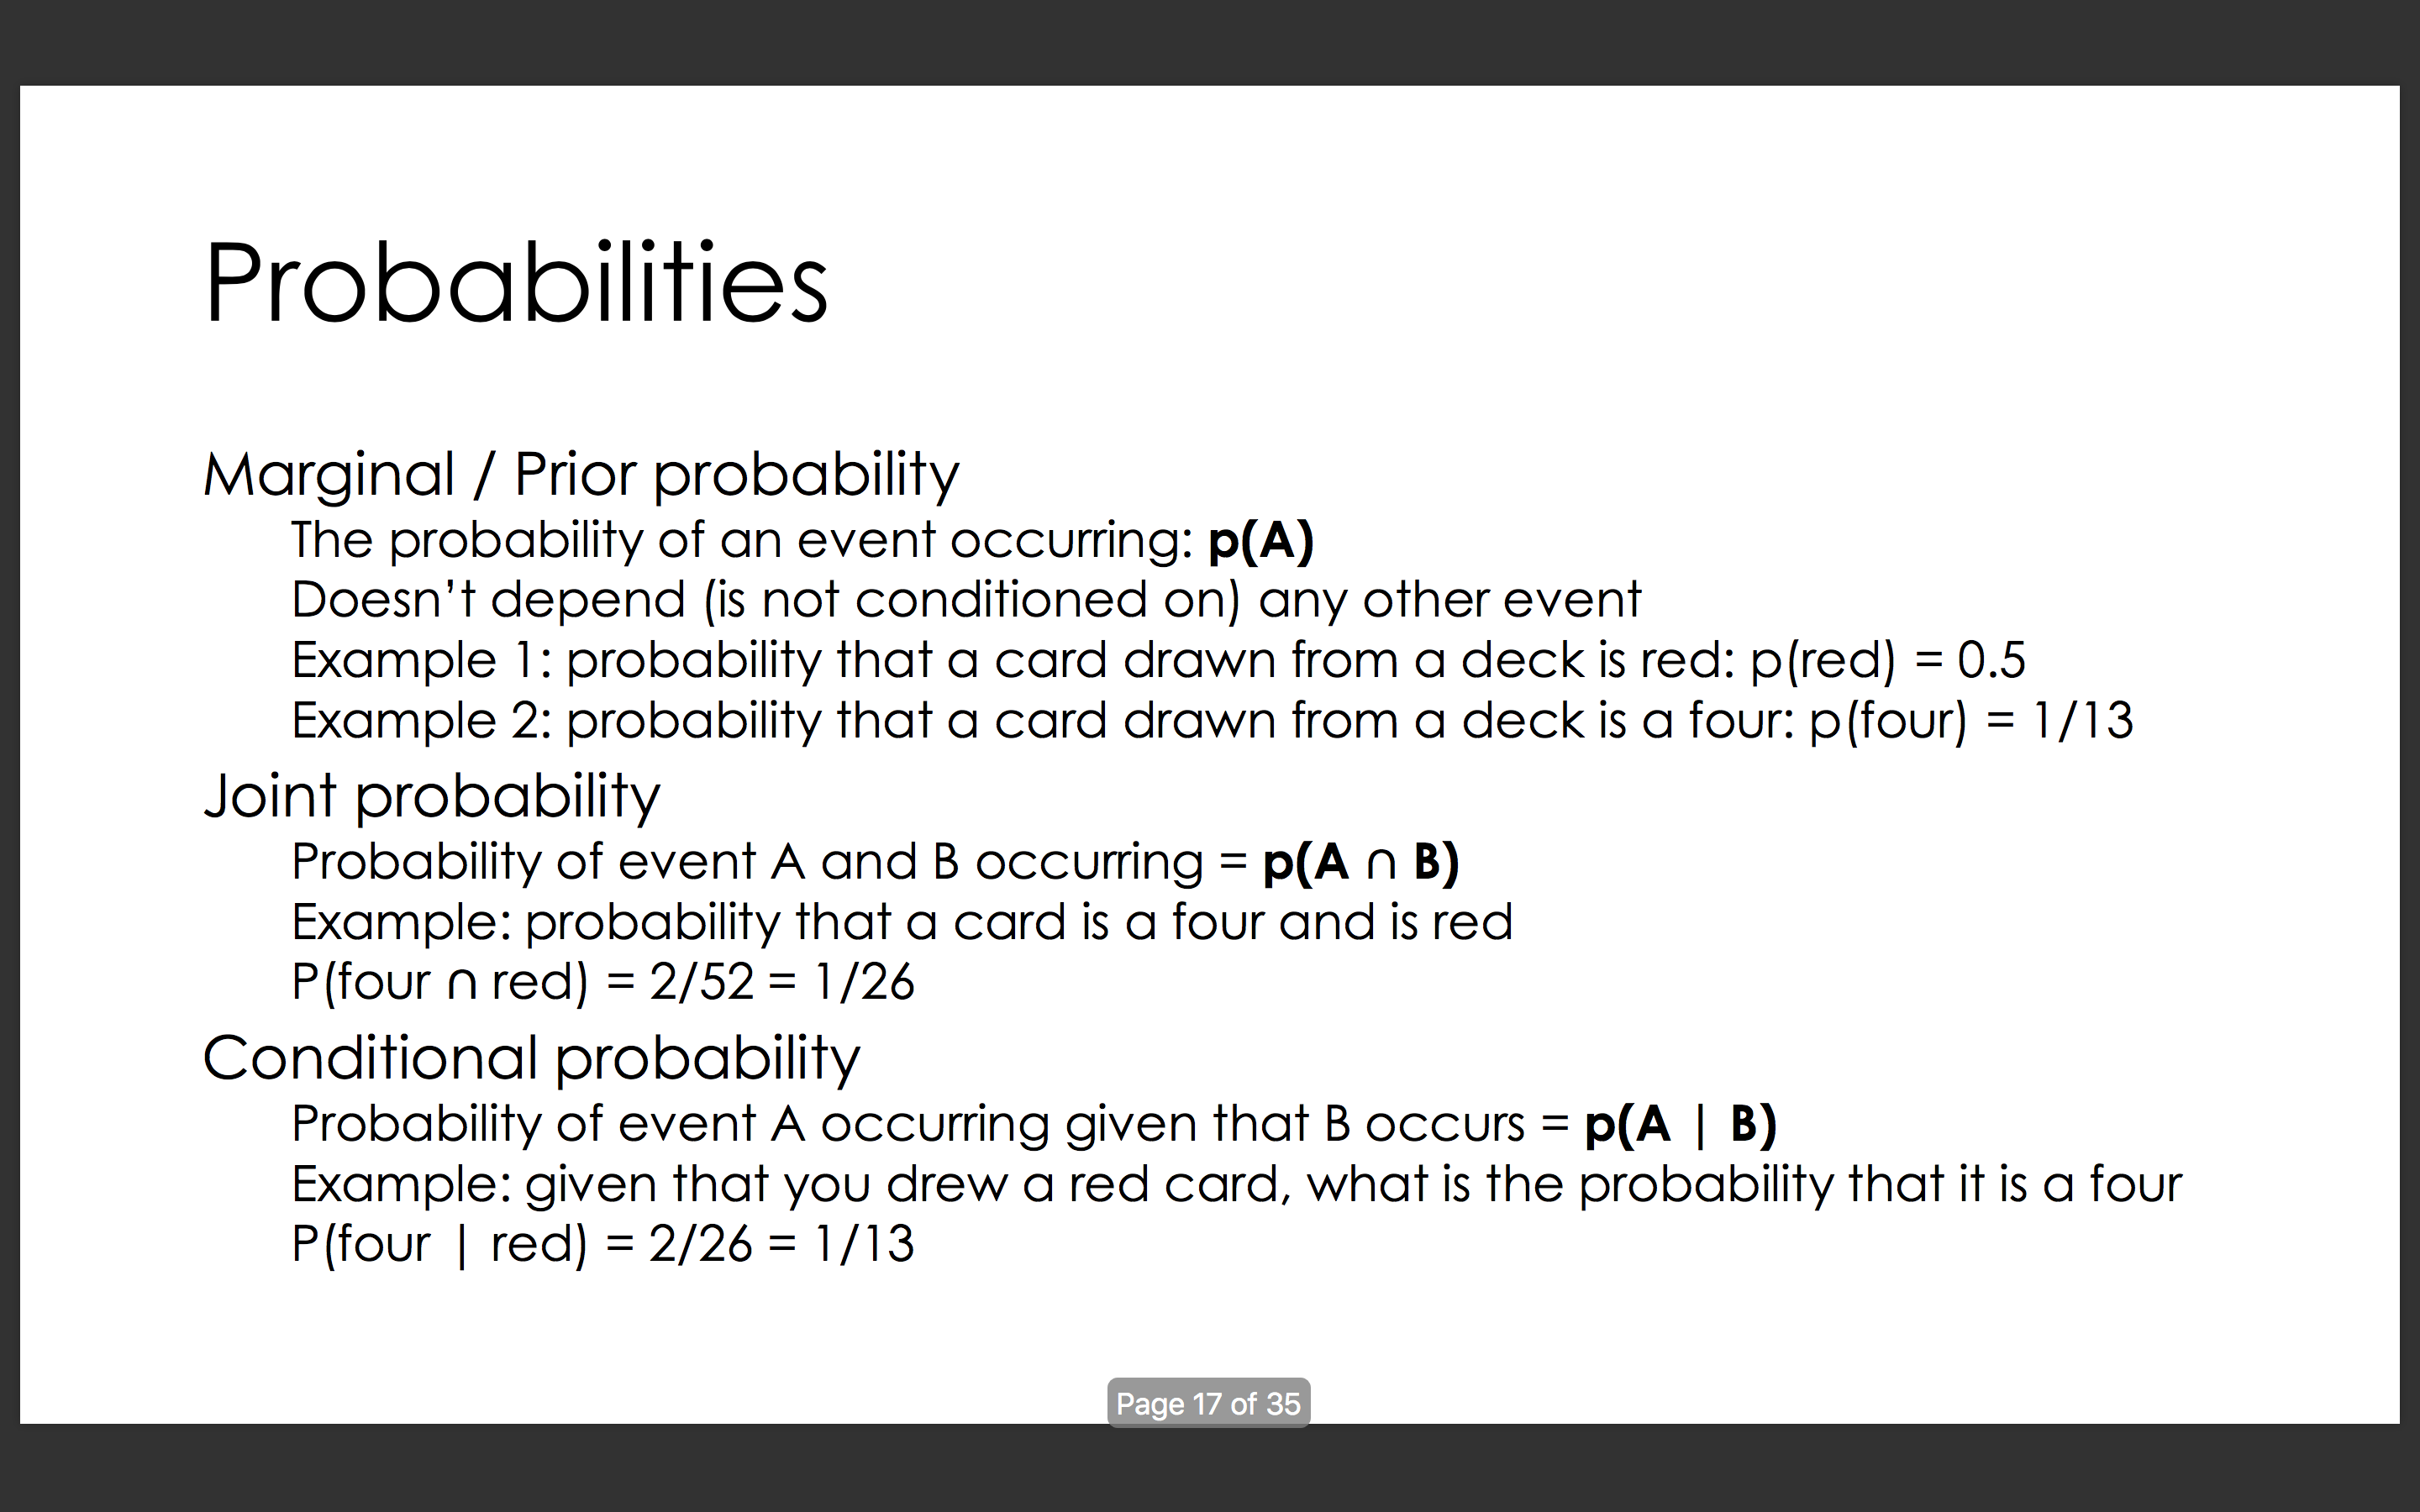 Probabilities
Marginal / Prior probability
The probability of an event occurring: p(A)
Doesn’t depend (is not conditioned on) any other event
Example 1: probability that a card drawn from a deck is red: p(red) = 0.5
Example 2: probability that a card drawn from a deck is a four: p(four) = 1/13
Joint probability
Probability of event A and B occurring = p(A ∩ B)
Example: probability that a card is a four and is red
P(four ∩ red) = 2/52 = 1/26
Conditional probability
Probability of event A occurring given that B occurs = p(A | B)
Example: given that you drew a red card, what is the probability that it is a four
P(four | red) = 2/26 = 1/13
Page 17 of 35